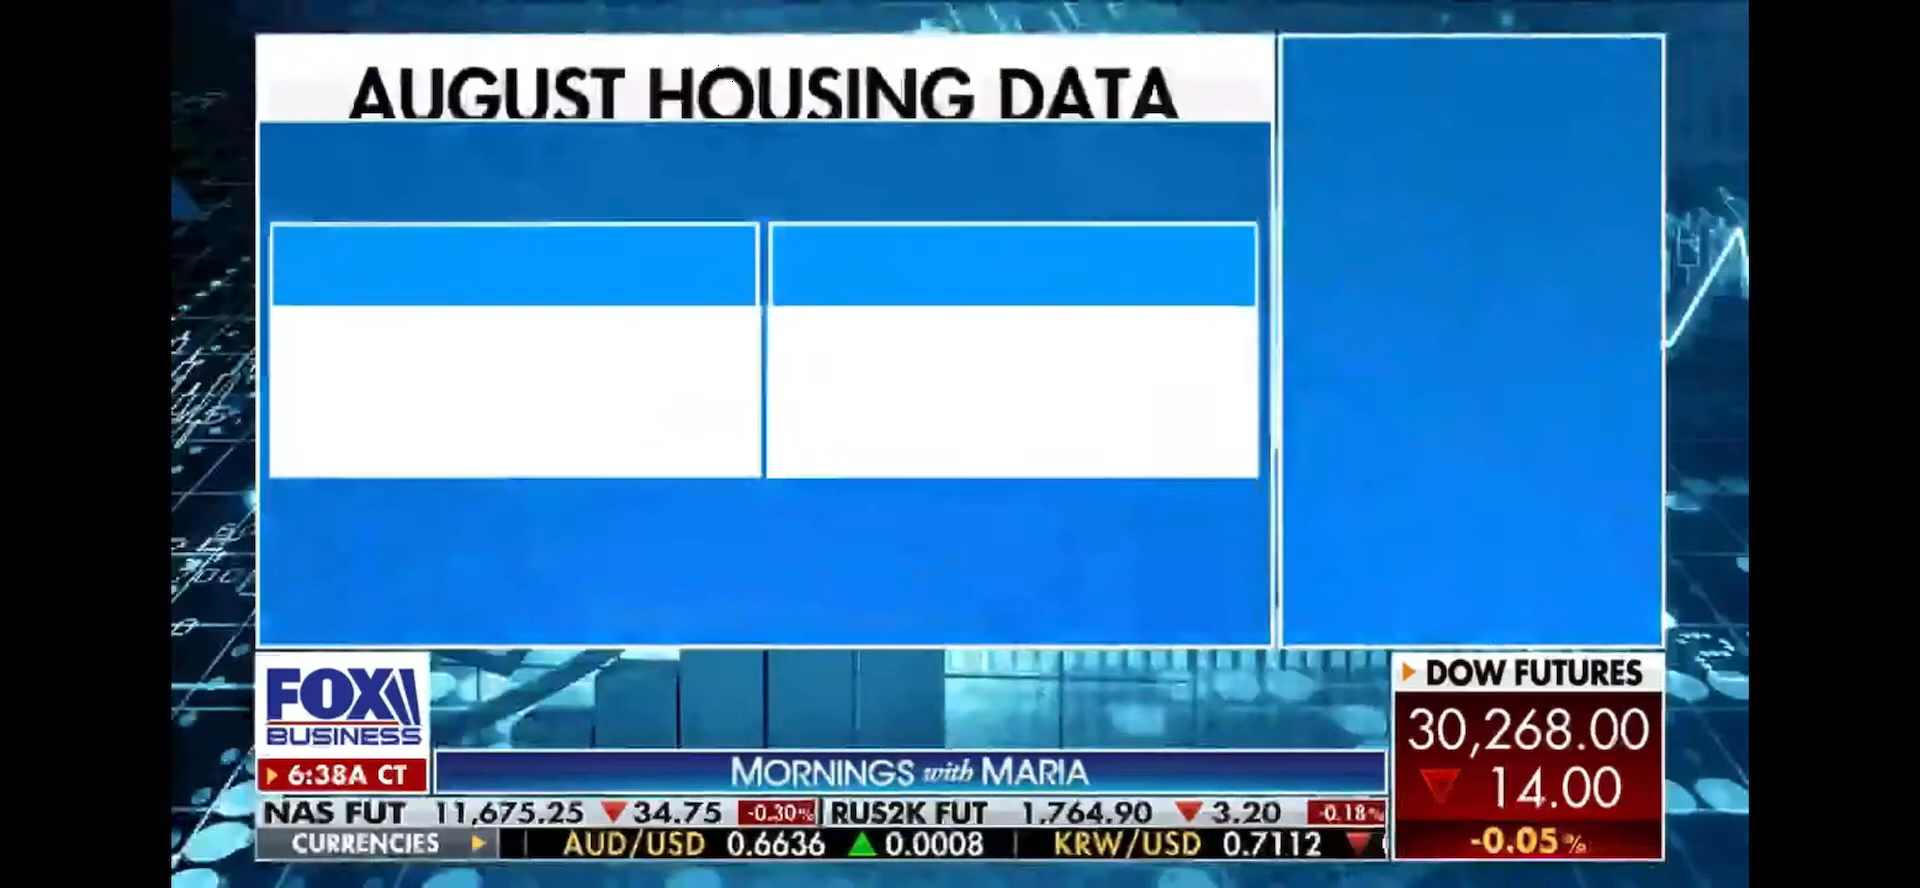 AUGUST HOUSING DATA
FOX
BUSINESS
6:38A CT
MORNINGS with MARIA
DOW FUTURES
30,268.00
14.00
-0.05%
NAS FUT 11,675.25 34.75 -0.30% RUS2K FUT 1,764.90 3.20 -0.18%
CURRENCIES AUD/USD 0.6636 0.0008 KRW/USD 0.7112